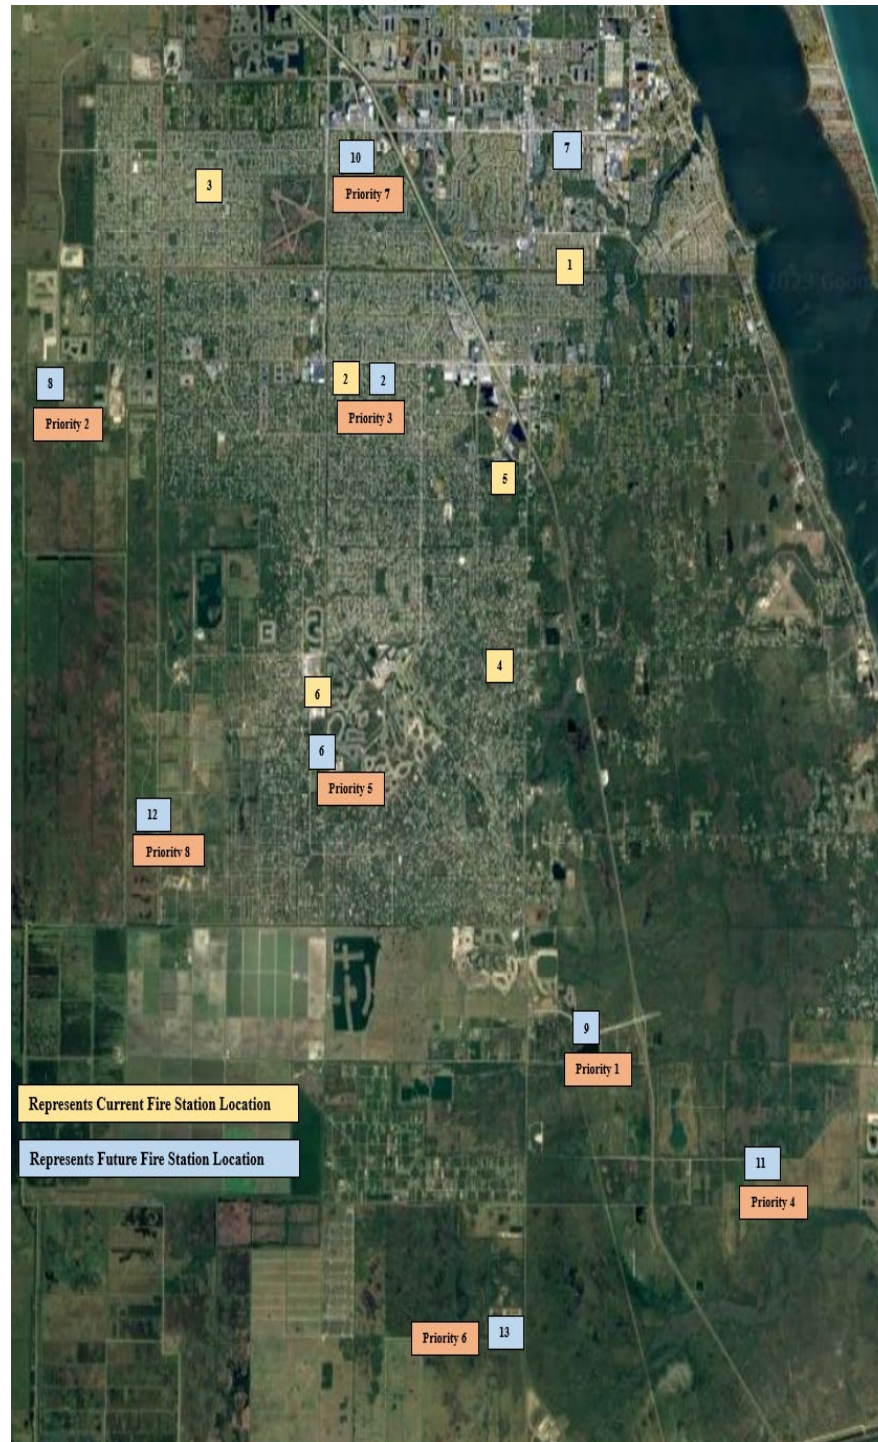 10
7
3
Priority 7
1
2023 Goo
8
2
2
Priority 2
Priority 3
5
4
6
6
Priority 5
12
Priority 8
9
Priority 1
Represents Current Fire Station Location
Represents Future Fire Station Location
11
Priority 4
Priority 6
13